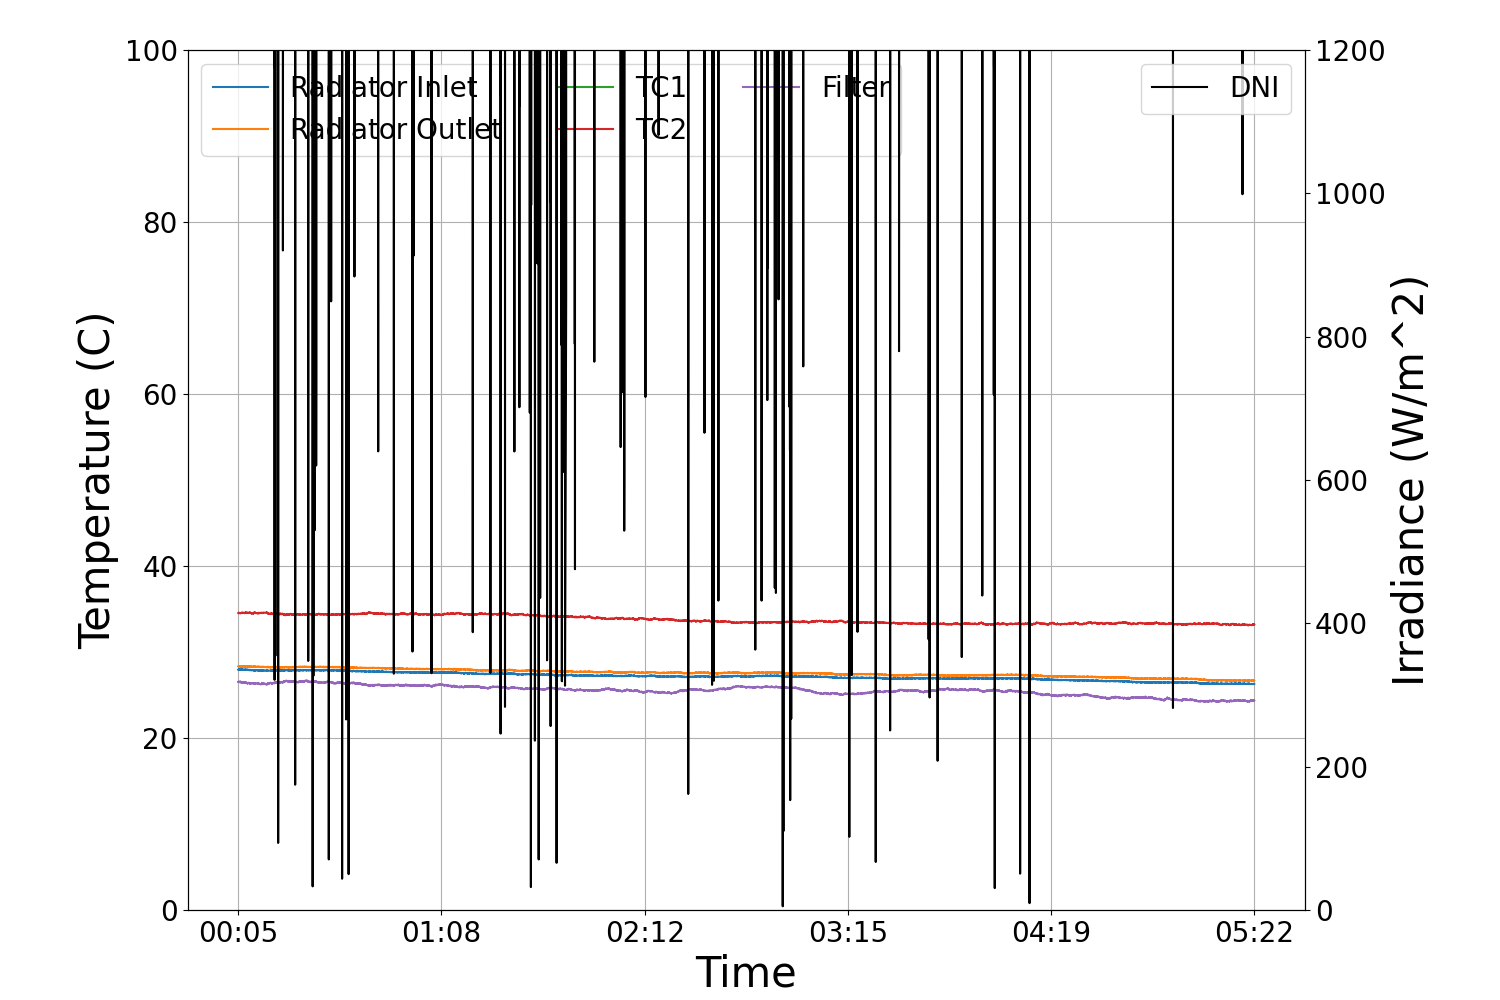 100
80
60
40
20
0
Temperature (C)
Radiator Inlet
Radiator Outlet
TC1
TC2
Filter
DNI
1200
1000
800
600
400
200
0
Irradiance (W/m^2)
00:05 01:08 02:12 03:15 04:19 05:22
Time